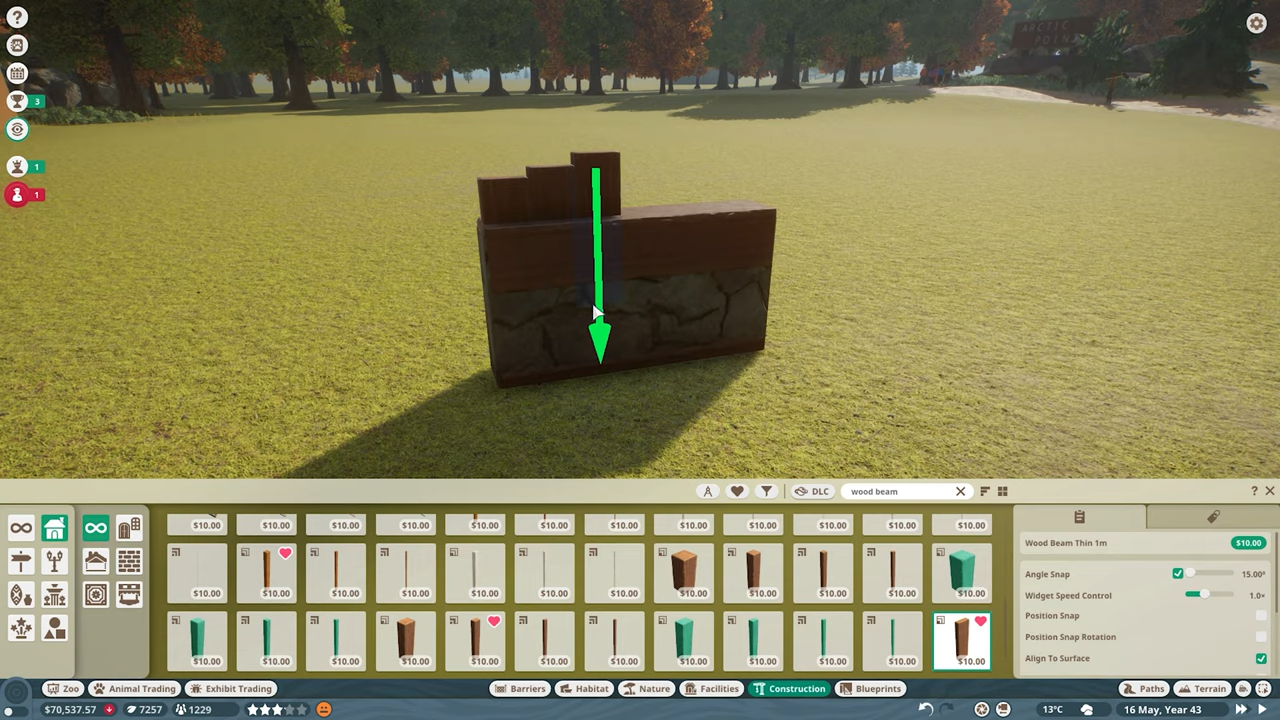 ARCTIC
POINT
?
3
1
1
DLC
wood beam
?
$10.00 $10.00 $10.00 $10.00 $10.00 $10.00 $10.00 $10.00 $10.00 $10.00 $10.00 $10.00
$10.00 $10.00 $10.00 $10.00 $10.00 $10.00 $10.00 $10.00 $10.00 $10.00 $10.00 $10.00
$10.00 $10.00 $10.00 $10.00 $10.00 $10.00 $10.00 $10.00 $10.00 $10.00 $10.00 $10.00
Wood Beam Thin 1m $10.00
Angle Snap 15.00°
Widget Speed Control 1.0×
Position Snap
Position Snap Rotation
Align To Surface
Zoo Animal Trading Exhibit Trading Barriers Habitat Nature Facilities Construction Blueprints Paths Terrain
$70,537.57 7257 1229 13°C 16 May, Year 43